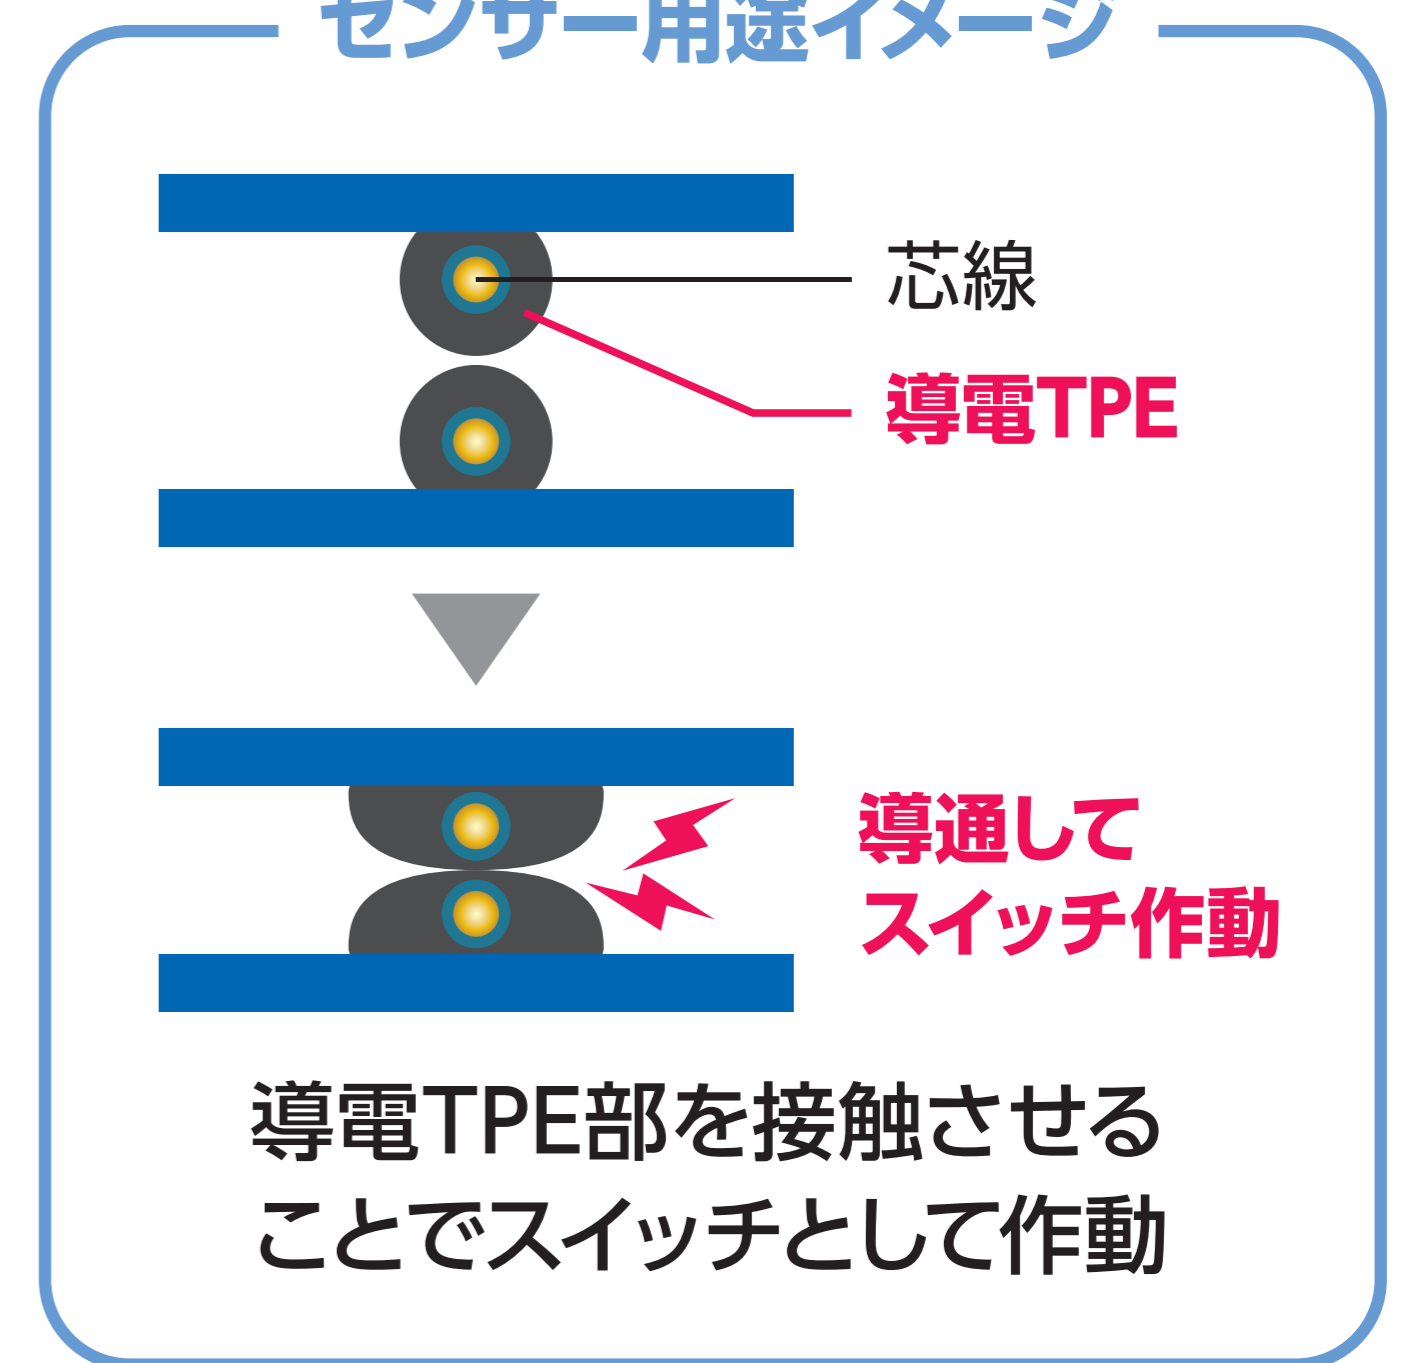 センサー用途イメージ
芯線
導電TPE
導通して
スイッチ作動
導電TPE部を接触させる
ことでスイッチとして作動